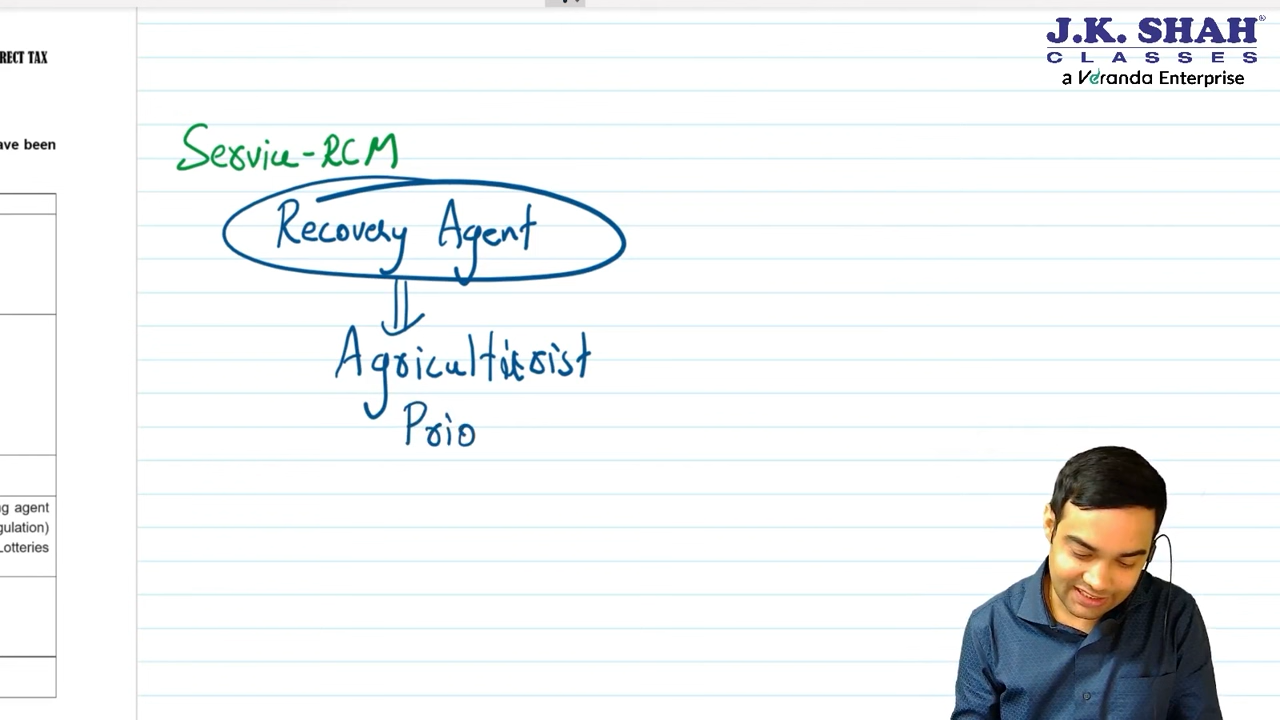 RECT TAX
ave been
g agent
gulation)
Lotteries
J.K. SHAH®
CLASSES
a Veranda Enterprise
Service-RCM
Recovery Agent
Agriculturist
Prio